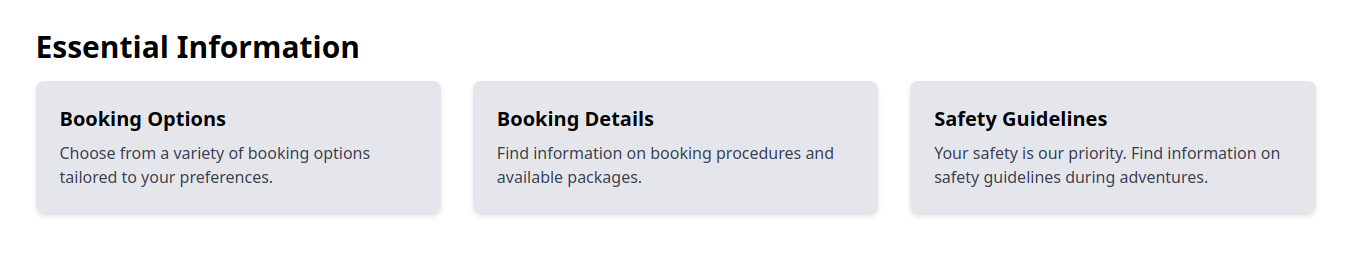 Essential Information
Booking Options
Choose from a variety of booking options
tailored to your preferences.
Booking Details
Find information on booking procedures and
available packages.
Safety Guidelines
Your safety is our priority. Find information on
safety guidelines during adventures.